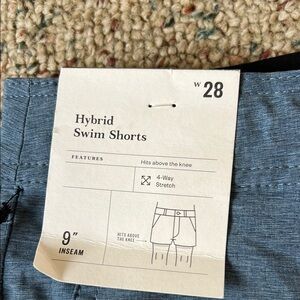 W 28
Hybrid
Swim Shorts
FEATURES
Hits above the knee
4-Way
Stretch
HITS ABOVE
THE KNEE
9"
INSEAM